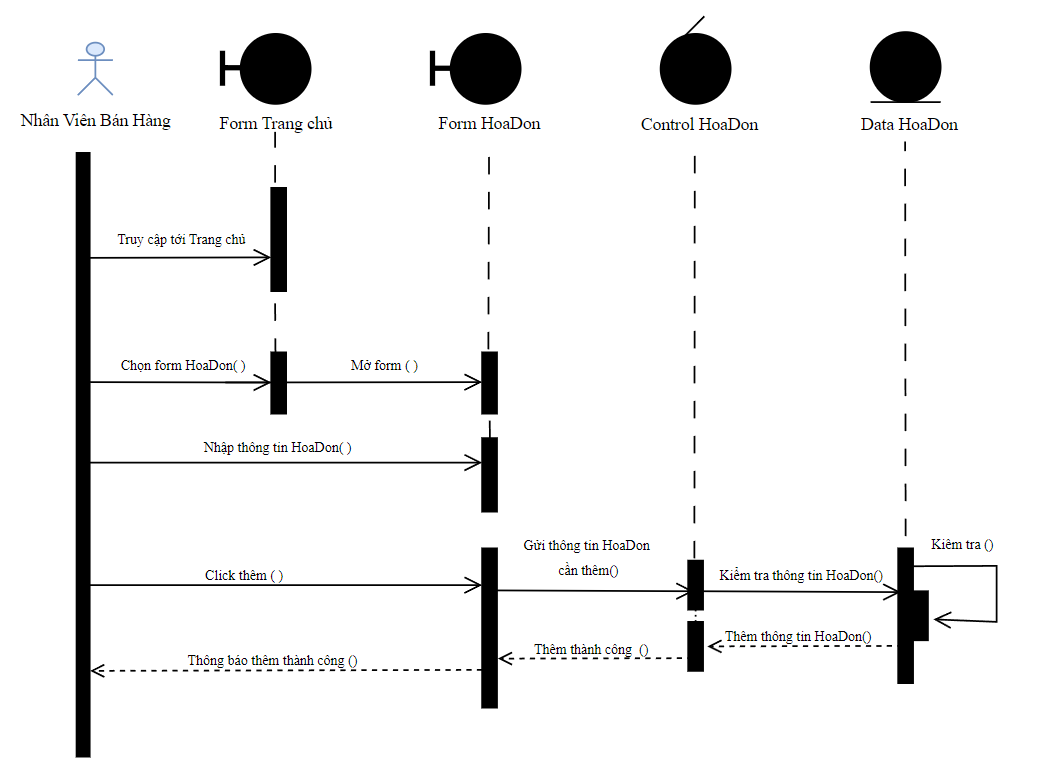 Nhân Viên Bán Hàng
Form Trang chủ
Form HoaDon
Control HoaDon
Data HoaDon
Truy cập tới Trang chủ
Chọn form HoaDon( )
Mở form ( )
Nhập thông tin HoaDon( )
Gửi thông tin HoaDon
cần thêm()
Kiểm tra ()
Click thêm ( )
Kiểm tra thông tin HoaDon()
Thêm thông tin HoaDon()
Thêm thành công ()
Thông báo thêm thành công ()